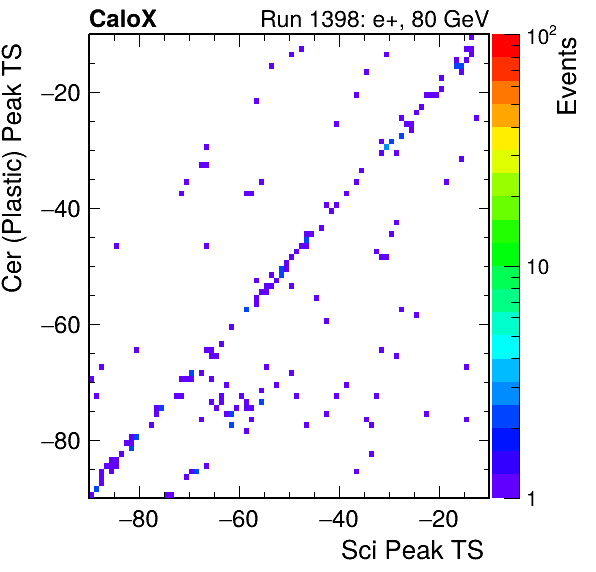 CaloX Run 1398: e+, 80 GeV
Cer (Plastic) Peak TS
−20
−40
−60
−80
−80 −60 −40 −20
Sci Peak TS
10²
10
1
Events